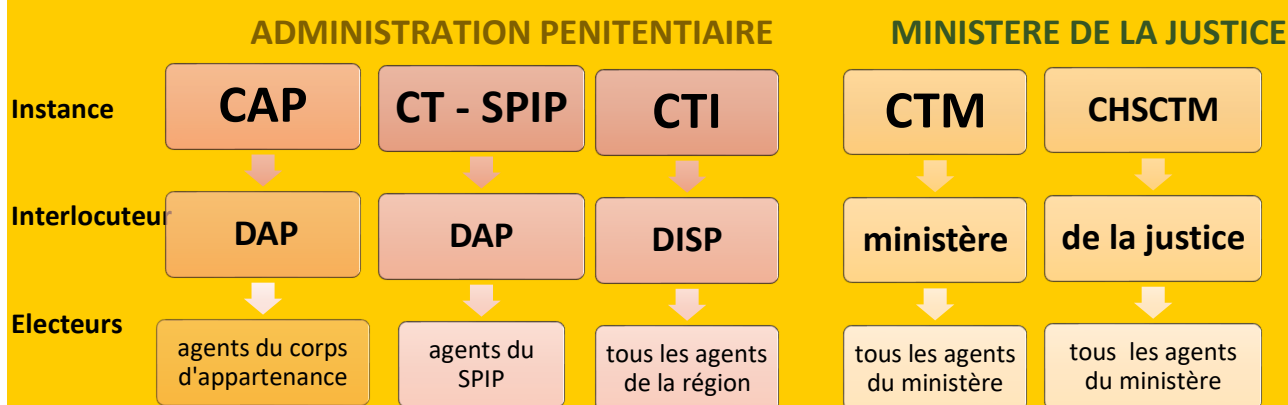 ADMINISTRATION PENITENTIAIRE MINISTERE DE LA JUSTICE
Instance CAP CT - SPIP CTI CTM CHSCTM
Interlocuteur DAP DAP DISP ministère de la justice
Electeurs
agents du corps
d'appartenance
agents du
SPIP
tous les agents
de la région
tous les agents
du ministère
tous les agents
du ministère